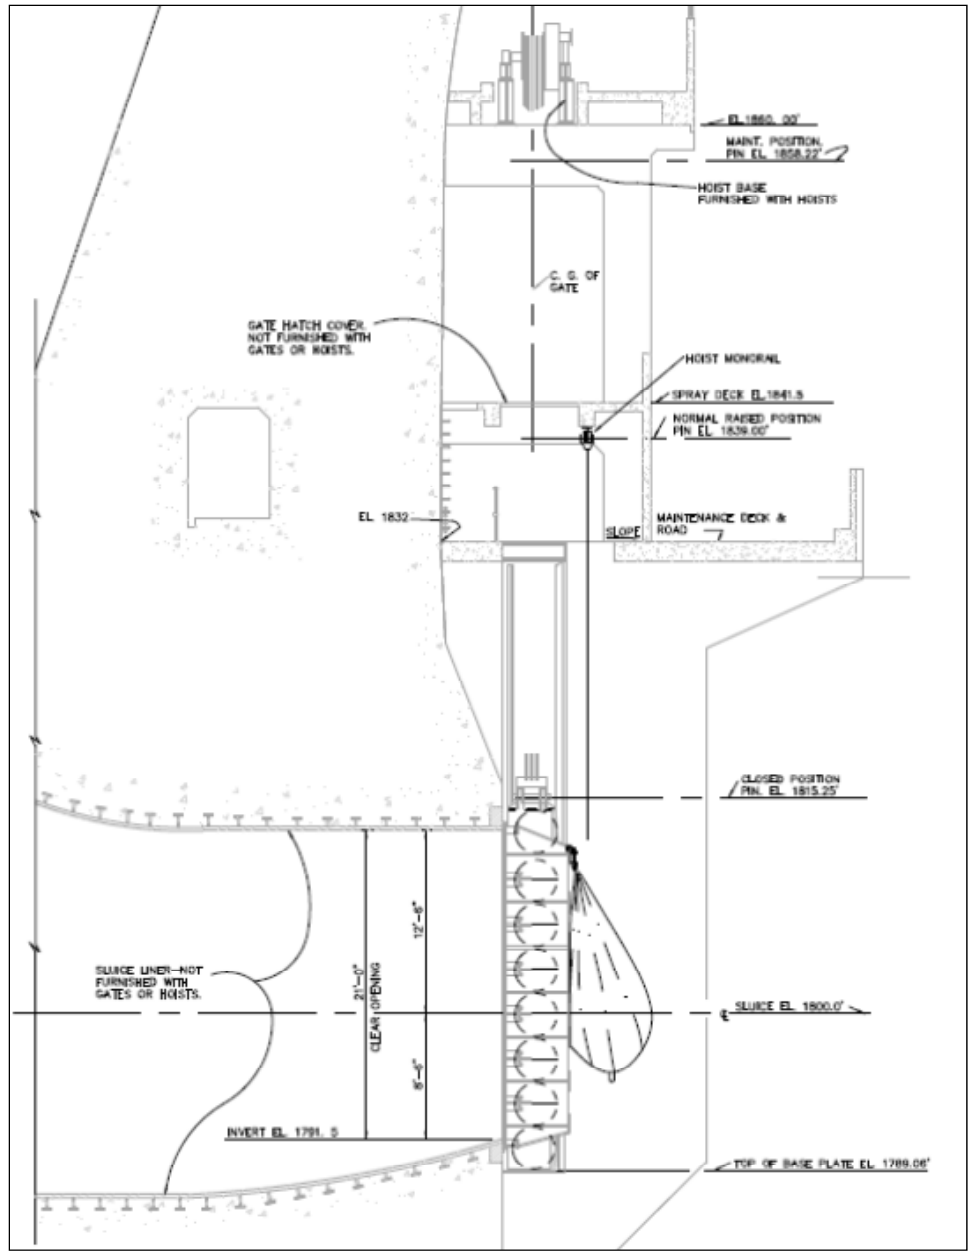 EL 1860. 00'
MAINT. POSITION,
PIN EL. 1858.22'
HOIST BASE
FURNISHED WITH HOISTS
C. G. OF
GATE
GATE HATCH COVER.
NOT FURNISHED WITH
GATES OR HOISTS.
HOIST MONORAIL
SPRAY DECK EL.1841.5
NORMAL RAISED POSITION
PIN EL. 1839.00'
EL 1832
SLOPE
MAINTENANCE DECK &
ROAD
CLOSED POSITION
PIN. EL. 1815.25'
12'-6"
21'-0"
CLEAR OPENING
SLUICE LINER-NOT
FURNISHED WITH
GATES OR HOISTS.
℄ SLUICE EL. 1800.0'
8'-6"
INVERT EL. 1791. 5
TOP OF BASE PLATE EL 1789.06'